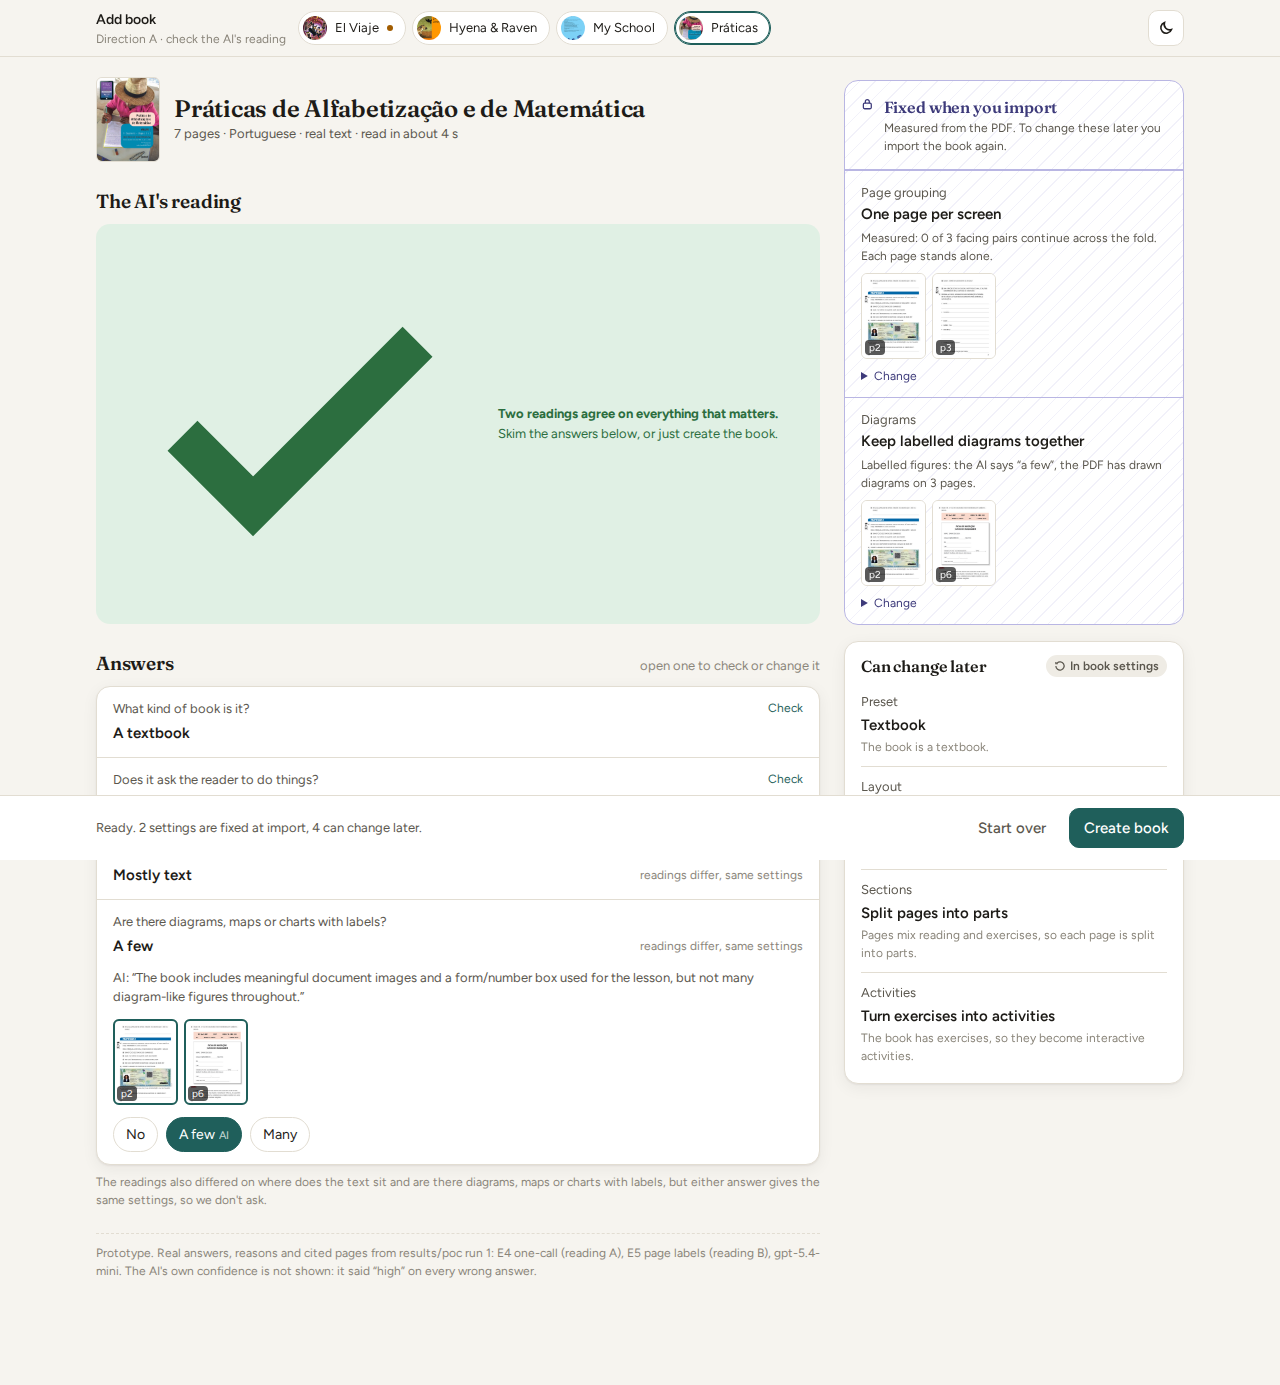 Add book
Direction A · check the AI's reading
El Viaje
Hyena & Raven
My School
Práticas
Práticas de Alfabetização e de Matemática
7 pages · Portuguese · real text · read in about 4 s
The AI's reading
Two readings agree on everything that matters.
Skim the answers below, or just create the book.
Answers
open one to check or change it
What kind of book is it?
Check
A textbook
Does it ask the reader to do things?
Check
Mostly text
readings differ, same settings
Are there diagrams, maps or charts with labels?
A few
readings differ, same settings
AI: “The book includes meaningful document images and a form/number box used for the lesson, but not many
diagram-like figures throughout.”
p2
p6
No
A few AI
Many
The readings also differed on where does the text sit and are there diagrams, maps or charts with labels, but either answer gives the
same settings, so we don't ask.
Prototype. Real answers, reasons and cited pages from results/poc run 1: E4 one-call (reading A), E5 page labels (reading B), gpt-5.4-
mini. The AI's own confidence is not shown: it said “high” on every wrong answer.
Fixed when you import
Measured from the PDF. To change these later you
import the book again.
Page grouping
One page per screen
Measured: 0 of 3 facing pairs continue across the fold.
Each page stands alone.
p2
p3
Change
Diagrams
Keep labelled diagrams together
Labelled figures: the AI says “a few”, the PDF has drawn
diagrams on 3 pages.
p2
p6
Change
Can change later
In book settings
Preset
Textbook
The book is a textbook.
Layout
Sections
Split pages into parts
Pages mix reading and exercises, so each page is split
into parts.
Activities
Turn exercises into activities
The book has exercises, so they become interactive
activities.
Ready. 2 settings are fixed at import, 4 can change later.
Start over
Create book